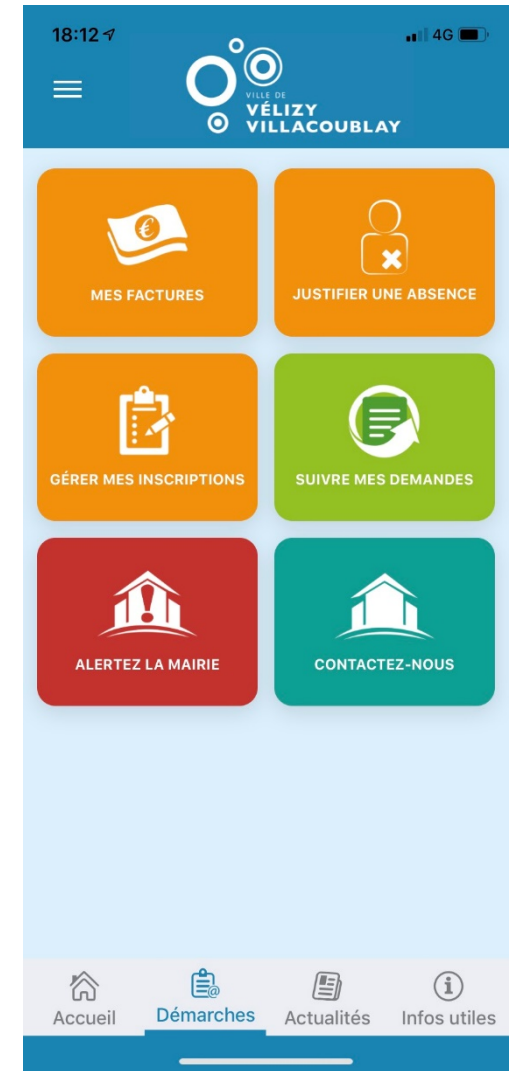 18:12
4G
VILLE DE
VÉLIZY
VILLACOUBLAY
€
MES FACTURES
JUSTIFIER UNE ABSENCE
GÉRER MES INSCRIPTIONS
SUIVRE MES DEMANDES
!
ALERTEZ LA MAIRIE
CONTACTEZ-NOUS
@
i
Accueil
Démarches
Actualités
Infos utiles